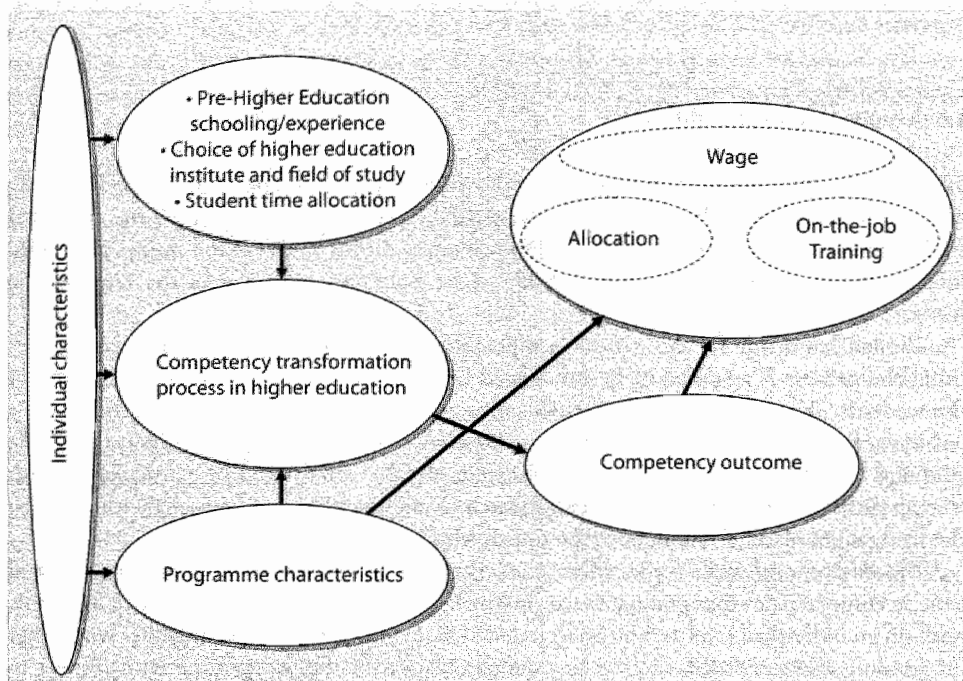 Individual characteristics
• Pre-Higher Education
schooling/experience
• Choice of higher education
institute and field of study
• Student time allocation
Competency transformation
process in higher education
Programme characteristics
Wage
Allocation
On-the-job
Training
Competency outcome